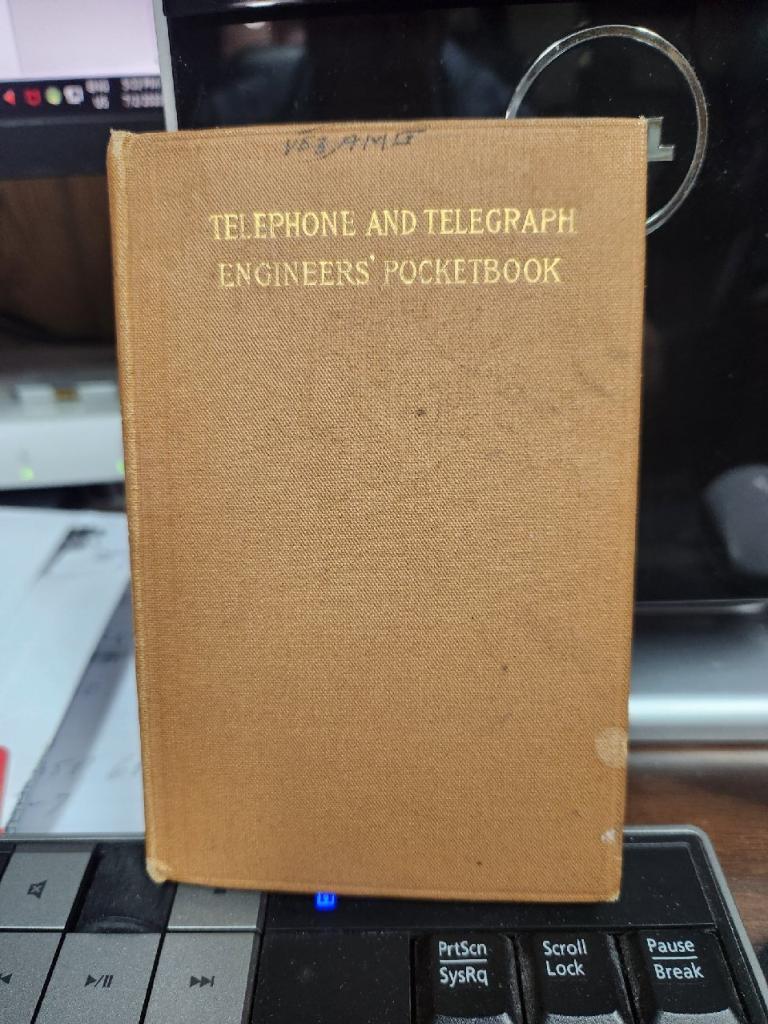 TELEPHONE AND TELEGRAPH
ENGINEERS' POCKETBOOK
PrtScn
SysRq
Scroll
Lock
Pause
Break